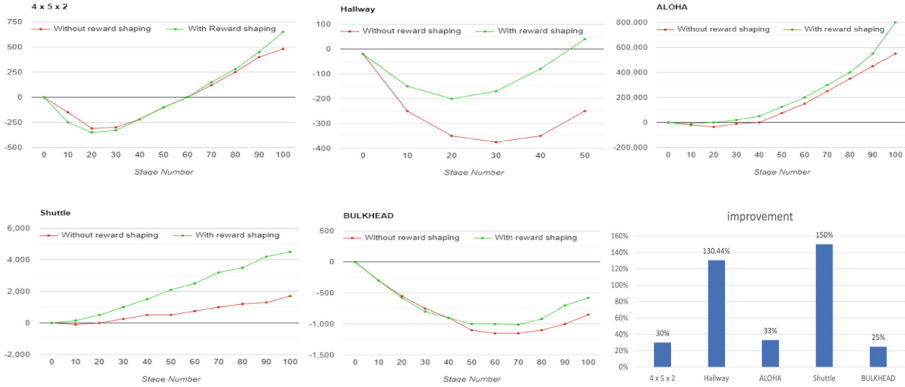 4 x 5 x 2
Without reward shaping With Reward shaping
750
500
250
0
-250
-500
0 10 20 30 40 50 60 70 80 90 100
Stage Number
Hallway
Without reward shaping With reward shaping
100
0
-100
-200
-300
-400
0 10 20 30 40 50
Stage Number
ALOHA
Without reward shaping With reward shaping
800,000
600,000
400,000
200,000
0
-200,000
0 10 20 30 40 50 60 70 80 90 100
Stage Number
Shuttle
Without reward shaping With reward shaping
6,000
4,000
2,000
0
-2,000
0 10 20 30 40 50 60 70 80 90 100
Stage Number
BULKHEAD
Without reward shaping With reward shaping
500
0
-500
-1,000
-1,500
0 10 20 30 40 50 60 70 80 90 100
Stage Number
improvement
160%
140%
120%
100%
80%
60%
40%
20%
0%
30% 130.44% 33% 150% 25%
4 x 5 x 2 Hallway ALOHA Shuttle BULKHEAD